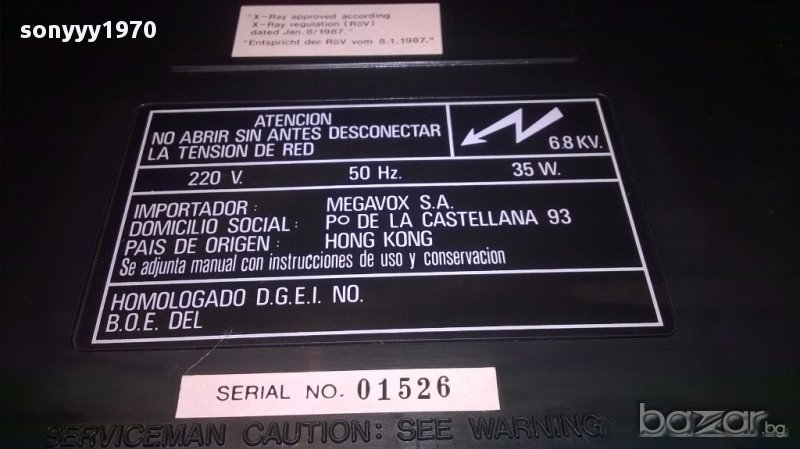 sonyyy1970
"X-Ray approved according
X-Ray regulation (RöV)
dated Jan. 8/1987."
"Entspricht der RöV vom 8.1.1987."
ATENCION
NO ABRIR SIN ANTES DESCONECTAR
LA TENSION DE RED
6.8 KV.
220 V. 50 Hz. 35 W.
IMPORTADOR : MEGAVOX S.A.
DOMICILIO SOCIAL : Pº DE LA CASTELLANA 93
PAIS DE ORIGEN : HONG KONG
Se adjunta manual con instrucciones de uso y conservacion
HOMOLOGADO D.G.E.I. NO.
B.O.E. DEL
SERIAL NO. 01526
SERVICEMAN CAUTION: SEE WARNING
bazar.bg